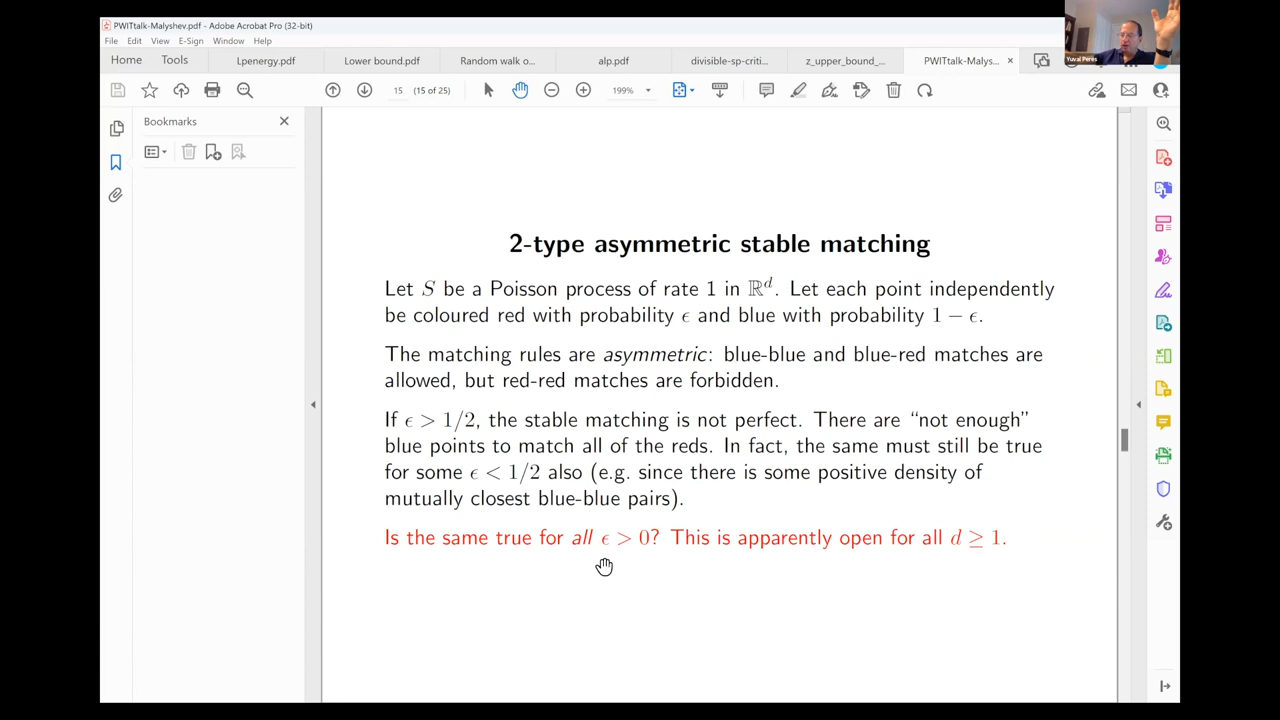 PWITtalk-Malyshev.pdf - Adobe Acrobat Pro (32-bit)
File Edit View E-Sign Window Help
Home Tools Lpenergy.pdf Lower bound.pdf Random walk o... alp.pdf divisible-sp-criti... z_upper_bound_... PWITtalk-Malys... ×
15 (15 of 25) 199%
Bookmarks
Yuval Peres
2-type asymmetric stable matching
Let S be a Poisson process of rate 1 in ℝ^d. Let each point independently
be coloured red with probability ϵ and blue with probability 1 − ϵ.
The matching rules are asymmetric: blue-blue and blue-red matches are
allowed, but red-red matches are forbidden.
If ϵ > 1/2, the stable matching is not perfect. There are “not enough”
blue points to match all of the reds. In fact, the same must still be true
for some ϵ < 1/2 also (e.g. since there is some positive density of
mutually closest blue-blue pairs).
Is the same true for all ϵ > 0? This is apparently open for all d ≥ 1.